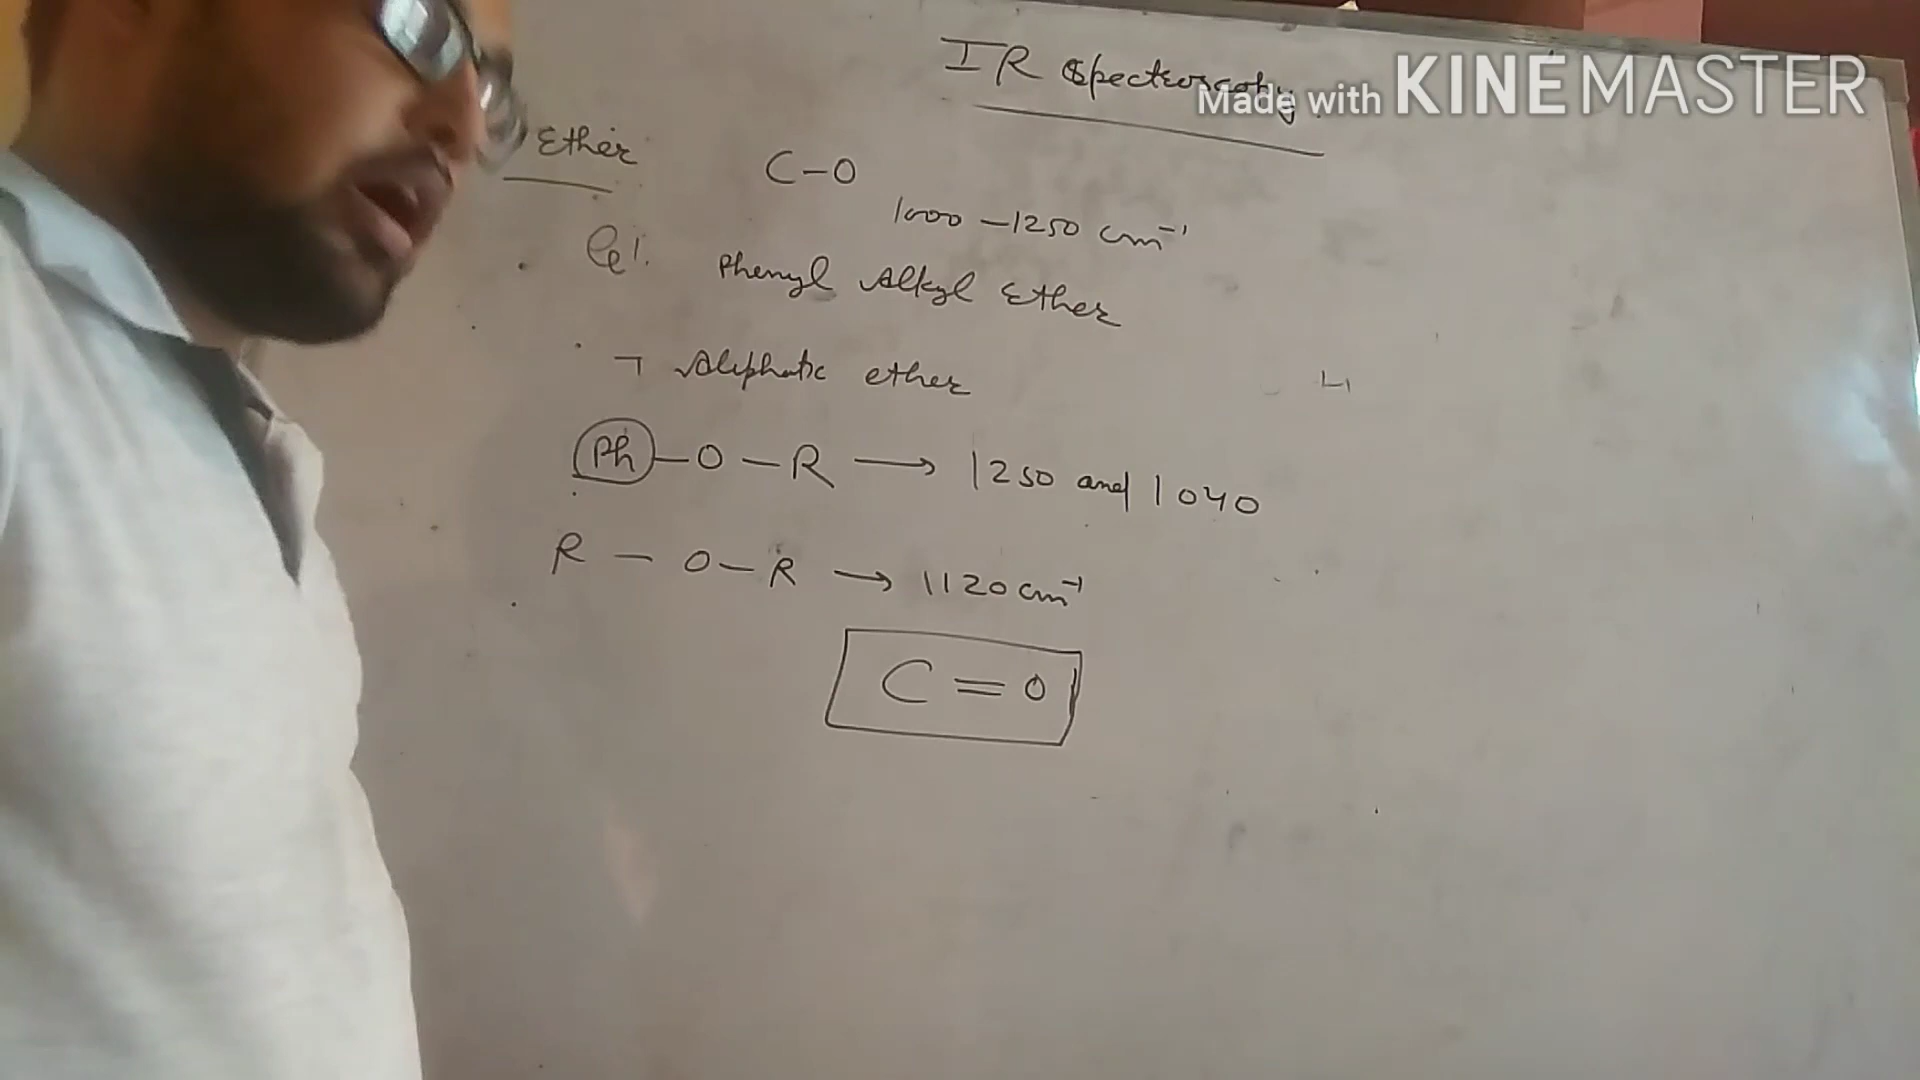 IR Spectroscopy
Made with KINEMASTER
Ether C-O
1000 - 1250 cm⁻¹
Phenyl Alkyl Ether
Aliphatic ether
Ph - O - R → 1250 and 1040
R - O - R → 1120 cm⁻¹
C = O